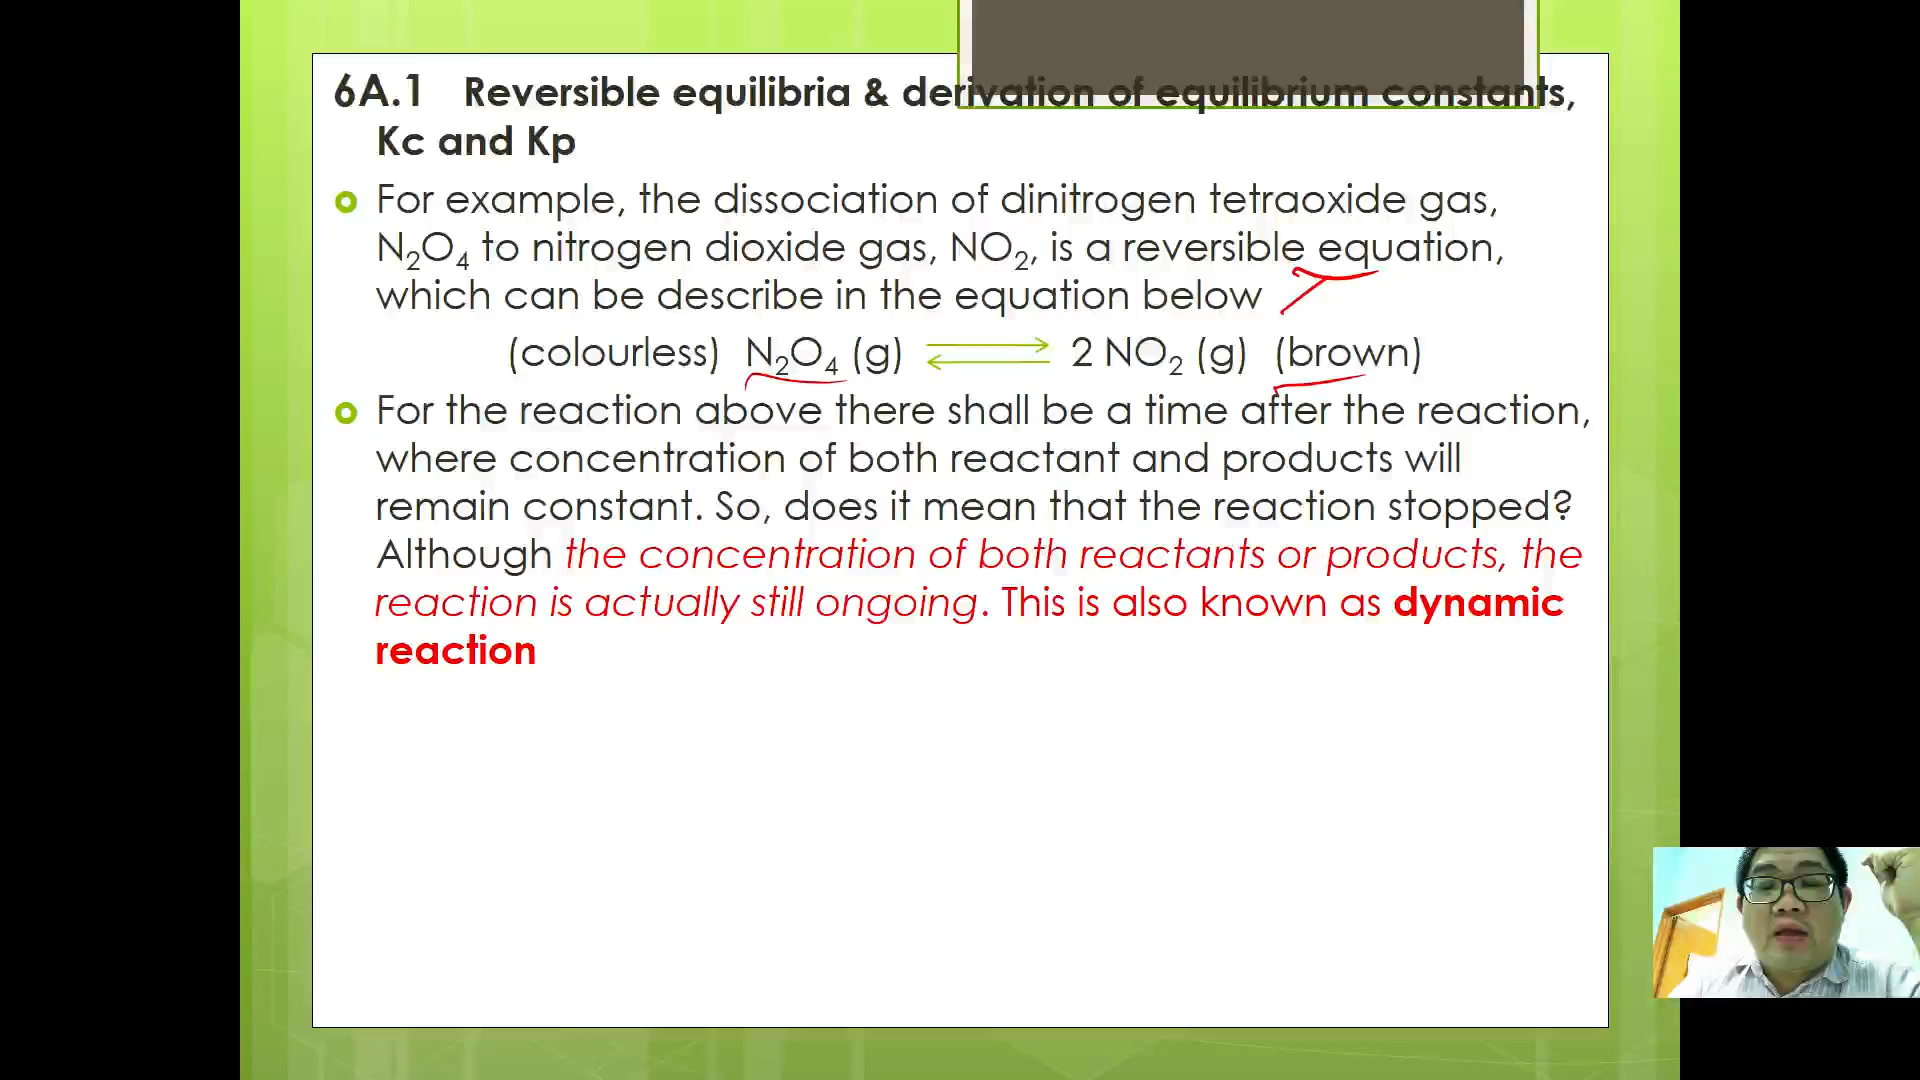 6A.1 Reversible equilibria & derivation of equilibrium constants,
Kc and Kp
For example, the dissociation of dinitrogen tetraoxide gas,
N₂O₄ to nitrogen dioxide gas, NO₂, is a reversible equation,
which can be describe in the equation below
(colourless) N₂O₄ (g) ⇌ 2 NO₂ (g) (brown)
For the reaction above there shall be a time after the reaction,
where concentration of both reactant and products will
remain constant. So, does it mean that the reaction stopped?
Although the concentration of both reactants or products, the
reaction is actually still ongoing. This is also known as dynamic
reaction